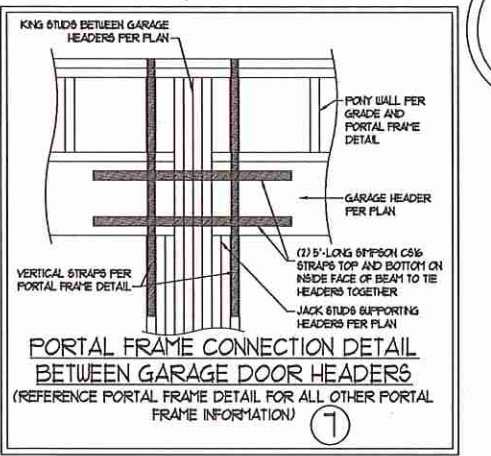 KING STUDS BETWEEN GARAGE
HEADERS PER PLAN
PONY WALL PER
GRADE AND
PORTAL FRAME
DETAIL
GARAGE HEADER
PER PLAN
(2) 5'-LONG SIMPSON CS16
STRAPS TOP AND BOTTOM ON
INSIDE FACE OF BEAM TO TIE
HEADERS TOGETHER
VERTICAL STRAPS PER
PORTAL FRAME DETAIL
JACK STUDS SUPPORTING
HEADERS PER PLAN
PORTAL FRAME CONNECTION DETAIL
BETWEEN GARAGE DOOR HEADERS
(REFERENCE PORTAL FRAME DETAIL FOR ALL OTHER PORTAL
FRAME INFORMATION)
7